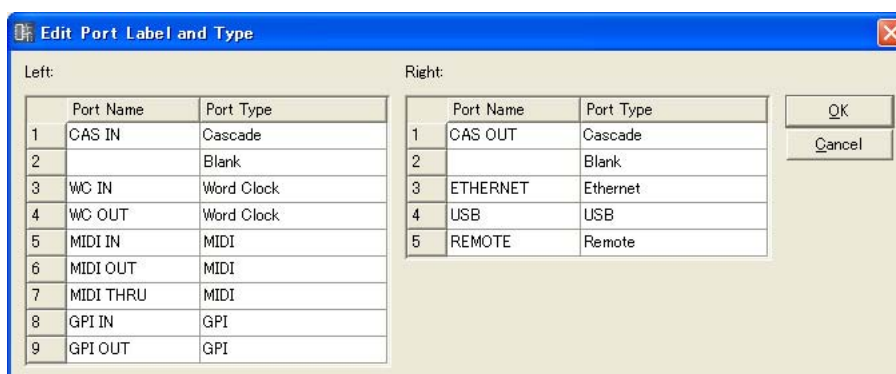 Edit Port Label and Type
Left:
Port Name Port Type
1 CAS IN Cascade
2 Blank
3 WC IN Word Clock
4 WC OUT Word Clock
5 MIDI IN MIDI
6 MIDI OUT MIDI
7 MIDI THRU MIDI
8 GPI IN GPI
9 GPI OUT GPI
Right:
Port Name Port Type
1 CAS OUT Cascade
2 Blank
3 ETHERNET Ethernet
4 USB USB
5 REMOTE Remote
OK
Cancel